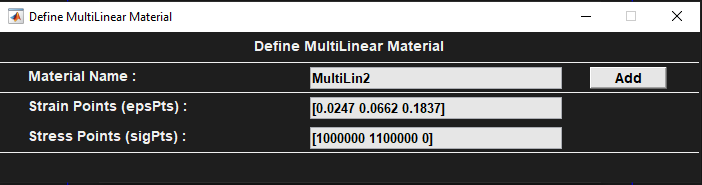 Define MultiLinear Material
Define MultiLinear Material
Material Name : MultiLin2 Add
Strain Points (epsPts) : [0.0247 0.0662 0.1837]
Stress Points (sigPts) : [1000000 1100000 0]